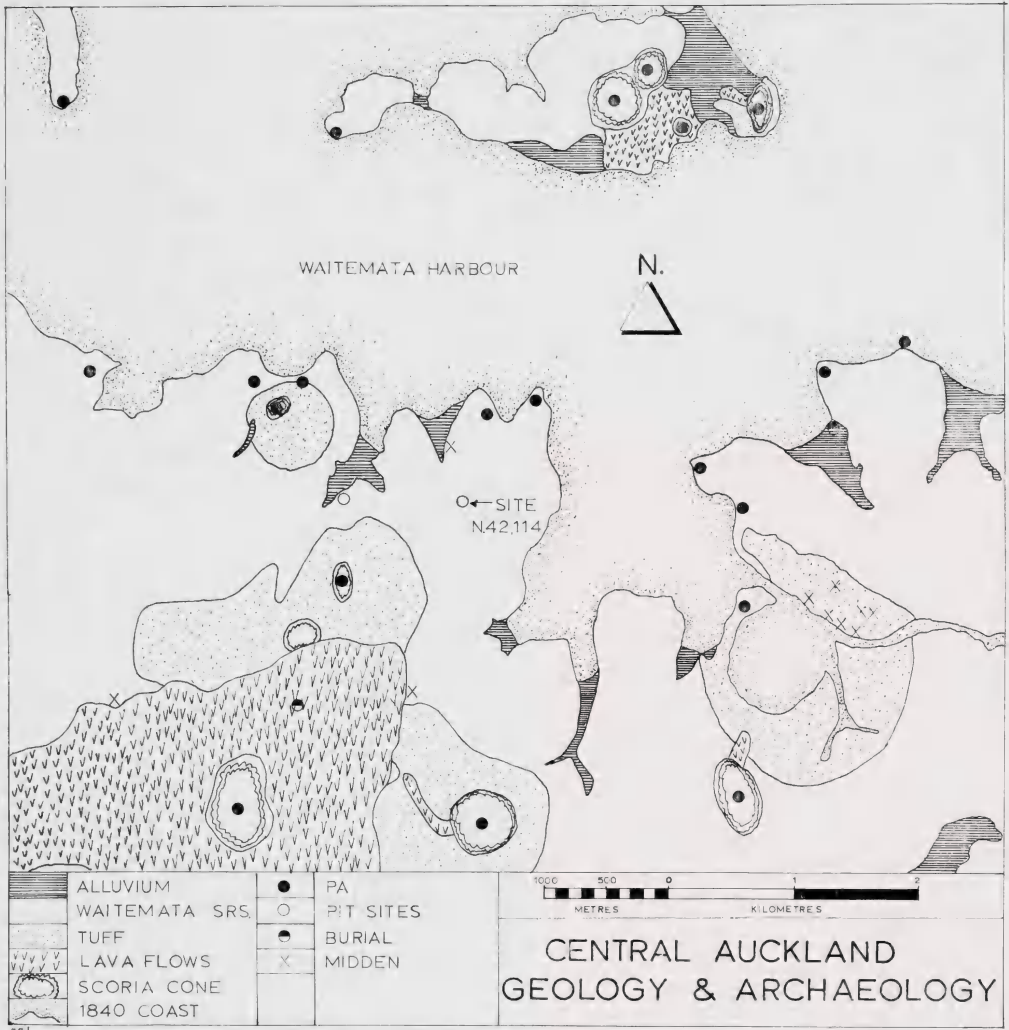 WAITEMATA HARBOUR
N.
SITE
N.42,114
ALLUVIUM
WAITEMATA SRS.
TUFF
LAVA FLOWS
SCORIA CONE
1840 COAST
PA
PIT SITES
BURIAL
MIDDEN
1000 500 0 1 2
METRES KILOMETRES
CENTRAL AUCKLAND
GEOLOGY & ARCHAEOLOGY